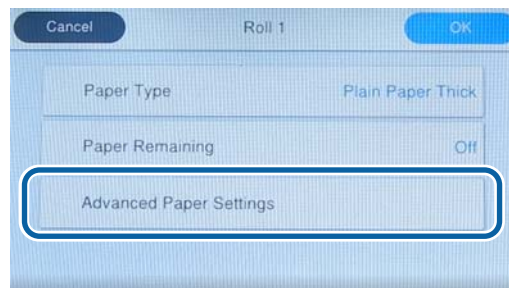 Cancel Roll 1 OK
Paper Type Plain Paper Thick
Paper Remaining Off
Advanced Paper Settings